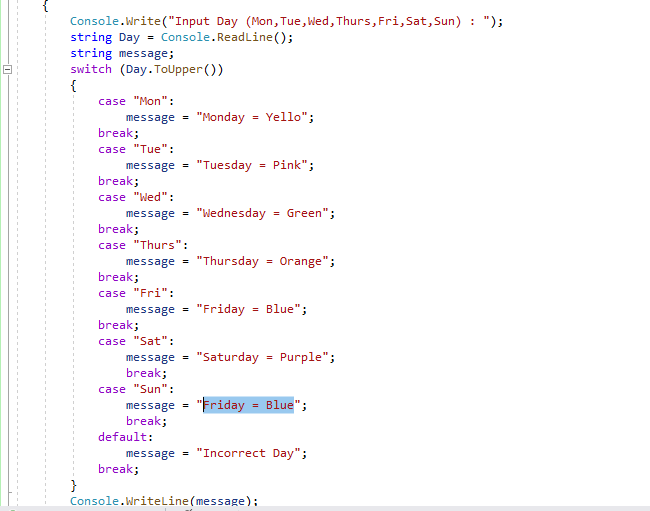 {
Console.Write("Input Day (Mon,Tue,Wed,Thurs,Fri,Sat,Sun) : ");
string Day = Console.ReadLine();
string message;
switch (Day.ToUpper())
{
case "Mon":
message = "Monday = Yello";
break;
case "Tue":
message = "Tuesday = Pink";
break;
case "Wed":
message = "Wednesday = Green";
break;
case "Thurs":
message = "Thursday = Orange";
break;
case "Fri":
message = "Friday = Blue";
break;
case "Sat":
message = "Saturday = Purple";
break;
case "Sun":
message = "Friday = Blue";
break;
default:
message = "Incorrect Day";
break;
}
Console.WriteLine(message);